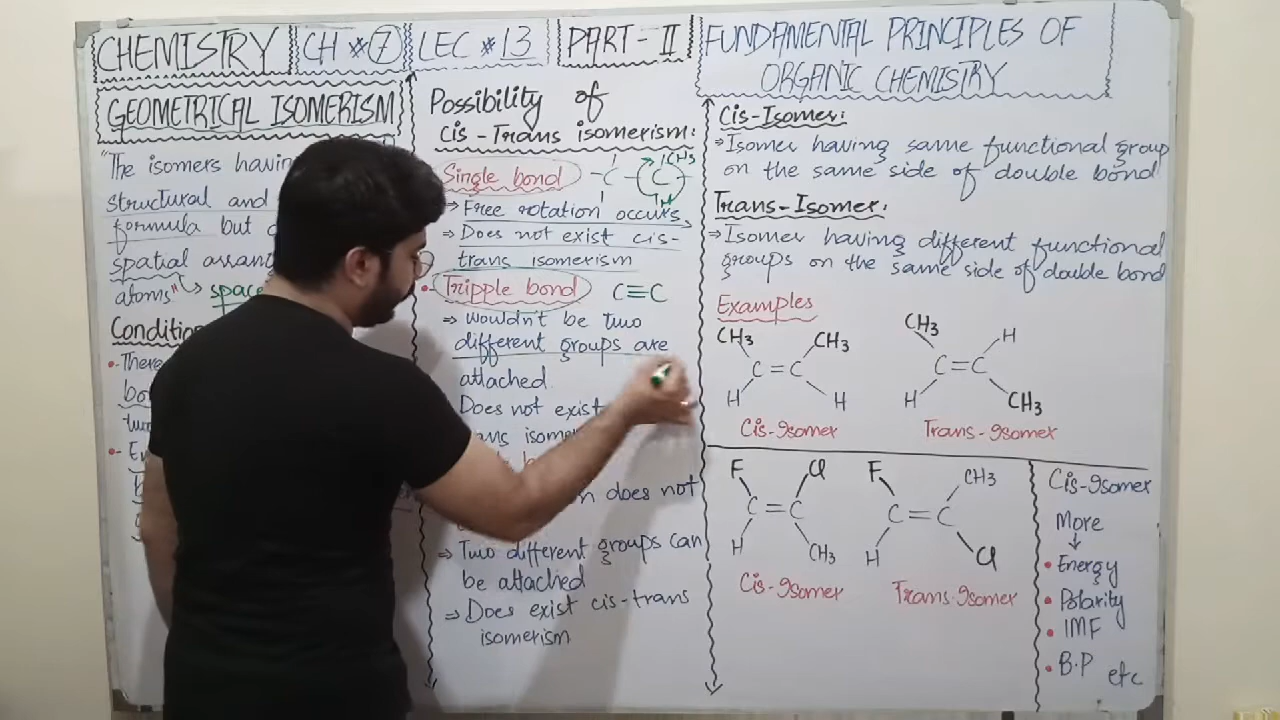 CHEMISTRY
CH # 7
LEC # 13
PART - II
FUNDAMENTAL PRINCIPLES OF
ORGANIC CHEMISTRY
GEOMETRICAL ISOMERISM
"The isomers having
structural and
formula but
spatial
atoms" → space
• There
Possibility of
Cis-Trans isomerism:
Single bond
C
CH3
C
H
⇒ Free rotation occurs
⇒ Does not exist cis-
trans isomerism
• Tripple bond C≡C
⇒ wouldn't be two
different groups are
attached
Does not exist
does not
⇒ Two different groups can
be attached
⇒ Does exist cis-trans
isomerism
Cis-Isomer:
⇒ Isomer having same functional group
on the same side of double bond
Trans-Isomer:
⇒ Isomer having different functional
groups on the same side of double bond
Examples
CH3 CH3
C = C
H H
Cis-Isomer
CH3 H
C = C
H CH3
Trans-Isomer
F Cl
C = C
H CH3
Cis-Isomer
F CH3
C = C
H Cl
Trans-Isomer
Cis-Isomer
More
↓
• Energy
• Polarity
• IMF
• B.P etc